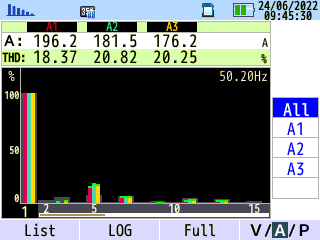 24/06/2022
09:45:30
A1 A2 A3
A: 196.2 181.5 176.2 A
THD: 18.37 20.82 20.25 %
% 50.20Hz
100
50
0
1 5 10 15
All
A1
A2
A3
List LOG Full V/A/P